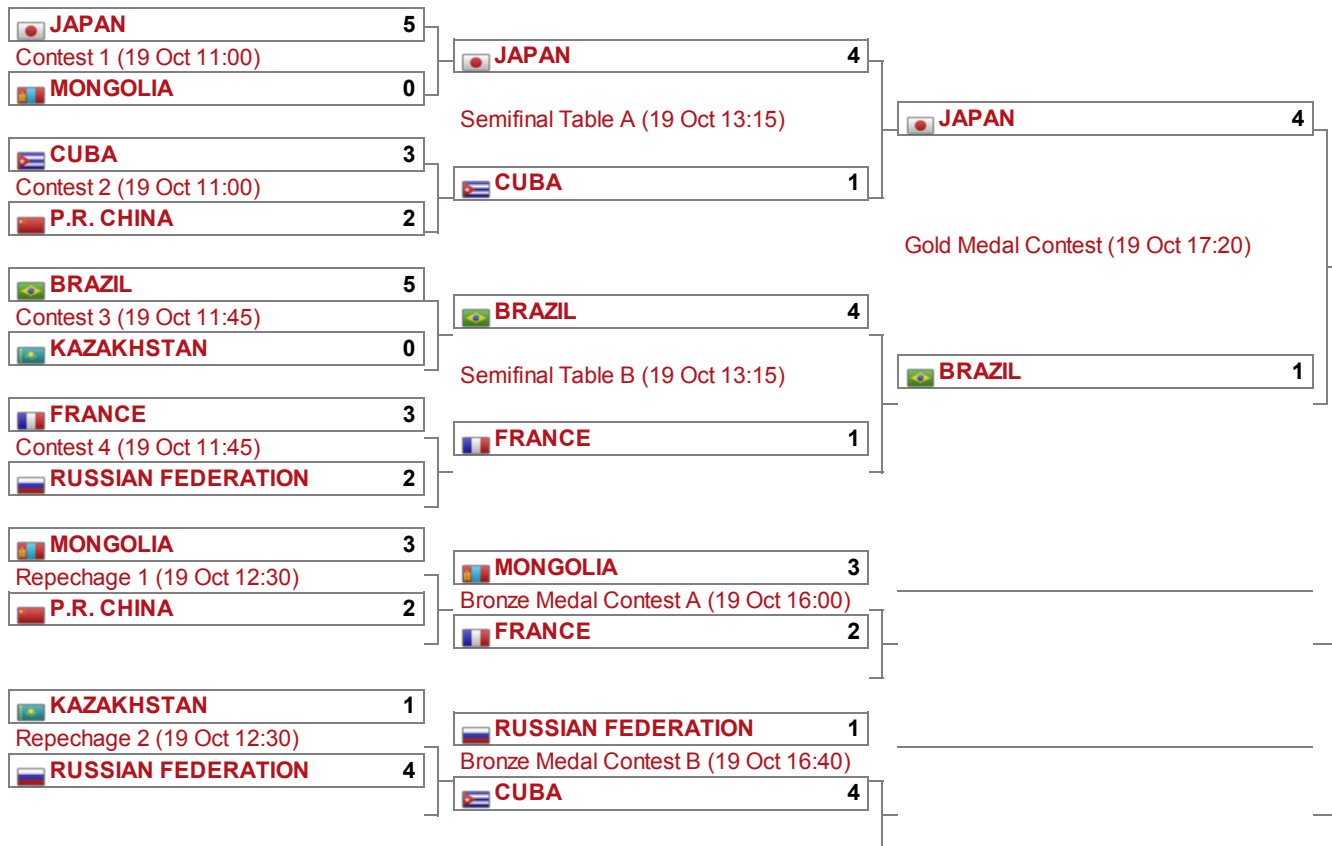 JAPAN 5
Contest 1 (19 Oct 11:00)
MONGOLIA 0
CUBA 3
Contest 2 (19 Oct 11:00)
P.R. CHINA 2
BRAZIL 5
Contest 3 (19 Oct 11:45)
KAZAKHSTAN 0
FRANCE 3
Contest 4 (19 Oct 11:45)
RUSSIAN FEDERATION 2
MONGOLIA 3
Repechage 1 (19 Oct 12:30)
P.R. CHINA 2
KAZAKHSTAN 1
Repechage 2 (19 Oct 12:30)
RUSSIAN FEDERATION 4
JAPAN 4
Semifinal Table A (19 Oct 13:15)
CUBA 1
BRAZIL 4
Semifinal Table B (19 Oct 13:15)
FRANCE 1
MONGOLIA 3
Bronze Medal Contest A (19 Oct 16:00)
FRANCE 2
RUSSIAN FEDERATION 1
Bronze Medal Contest B (19 Oct 16:40)
CUBA 4
JAPAN 4
Gold Medal Contest (19 Oct 17:20)
BRAZIL 1